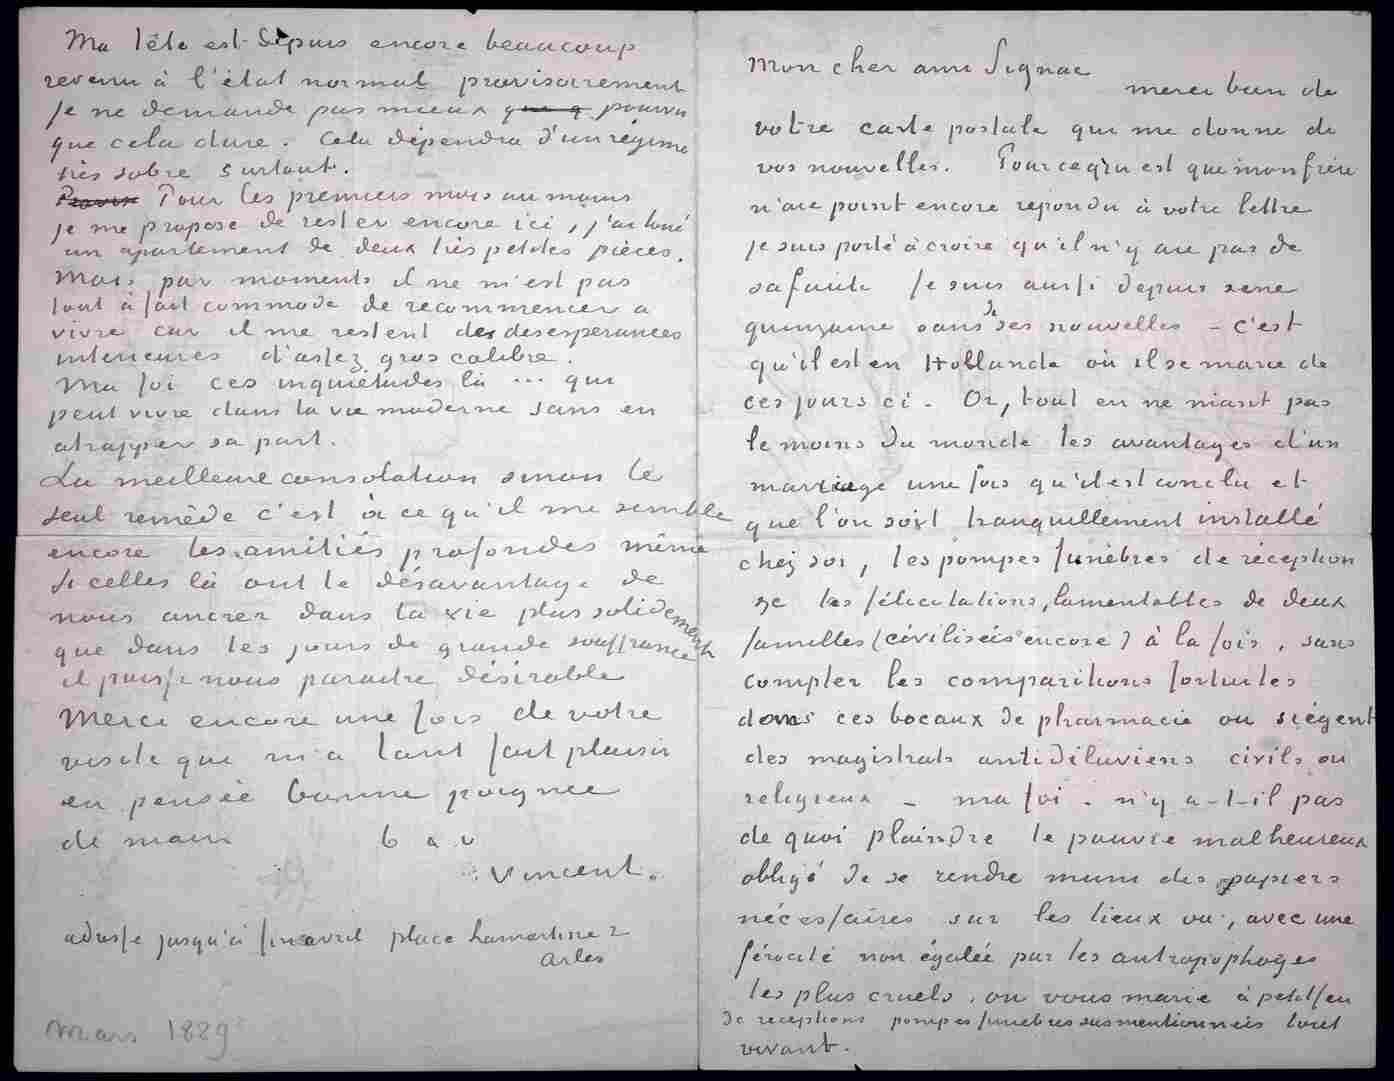 Mon cher ami Signac
merci bien de
votre carte postale qui me donne de
vos nouvelles. Pour ce qu'il est que mon frère
n'aie point encore repondu à votre lettre
je suis porté à croire qu'il n'y aie pas de
sa faute Je suis aussi depuis une
quinzaine sans de ses nouvelles – c'est
qu'il est en Hollande où il se marie de
ces jours ci. Or, tout en ne niant pas
le moins du monde les avantages d'un
mariage une fois qu'il est conclu et
que l'on soit tranquillement installé
chez soi, les pompes funèbres de réception
&c les félicitations lamentables de deux
familles (civilisées encore) à la fois, sans
compter les comparitions fortuites
dans ces bocaux de pharmacie ou siègent
des magistrats antidiluviens civils ou
religieux – ma foi – n'y a-t-il pas
de quoi plaindre le pauvre malheureux
obligé de se rendre muni des papiers
nécessaires sur les lieux ou, avec une
férocité non égalée par les antropophages
les plus cruels, on vous marie à petit feu
de receptions pompes funebres susmentionnées tout
vivant.
Ma tête est depuis encore beaucoup
revenu à l'état normal provisoirement
Je ne demande pas mieux pourvu
que cela dure. Cela dépendra d'un régime
très sobre surtout.
Pour les premiers mois au moins
je me propose de rester encore ici, j'ai loué
un apartement de deux très petites pièces.
Mais par moments il ne m'est pas
tout à fait commode de recommencer a
vivre car il me restent des desesperances
interieures d'assez gros calibre.
Ma foi ces inquiétudes là ... qui
peut vivre dans la vie moderne sans en
atrapper sa part.
La meilleure consolation sinon le
seul remède c'est à ce qu'il me semble
encore les amitiés profondes même
si celles là ont le désavantage de
nous ancrer dans la vie plus solidement
que dans les jours de grande souffrance
il puisse nous paraitre désirable
Merci encore une fois de votre
visite qui m'a tant fait plaisir
en pensée bonne poignee
de main b à v
Vincent.
adresse jusqu'à fin avril place Lamartine 2
Arles
mars 1889